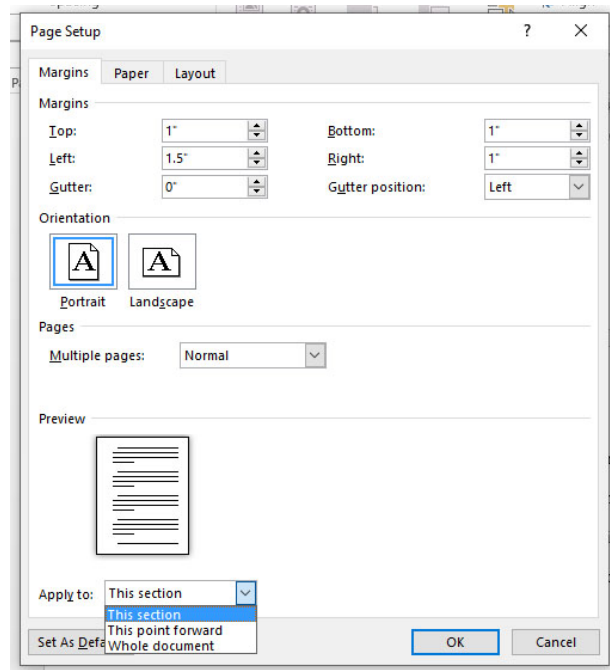 Page Setup ? ×
Margins Paper Layout
Margins
Top: 1" Bottom: 1"
Left: 1.5" Right: 1"
Gutter: 0" Gutter position: Left
Orientation
A A
Portrait Landscape
Pages
Multiple pages: Normal
Preview
Apply to: This section
This section
This point forward
Whole document
Set As OK Cancel